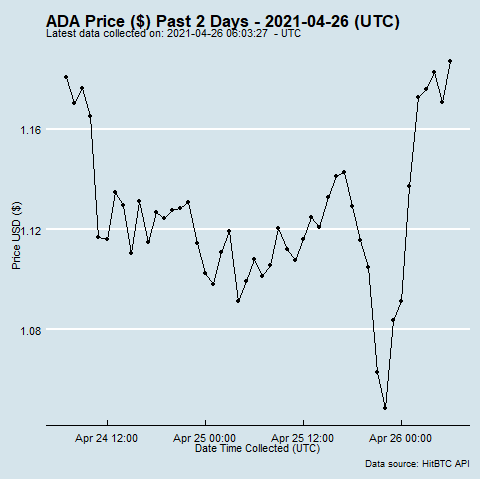 ADA Price ($) Past 2 Days - 2021-04-26 (UTC)
Latest data collected on: 2021-04-26 06:03:27 - UTC
1.16
1.12
1.08
Price USD ($)
Apr 24 12:00
Apr 25 00:00
Apr 25 12:00
Apr 26 00:00
Date Time Collected (UTC)
Data source: HitBTC API